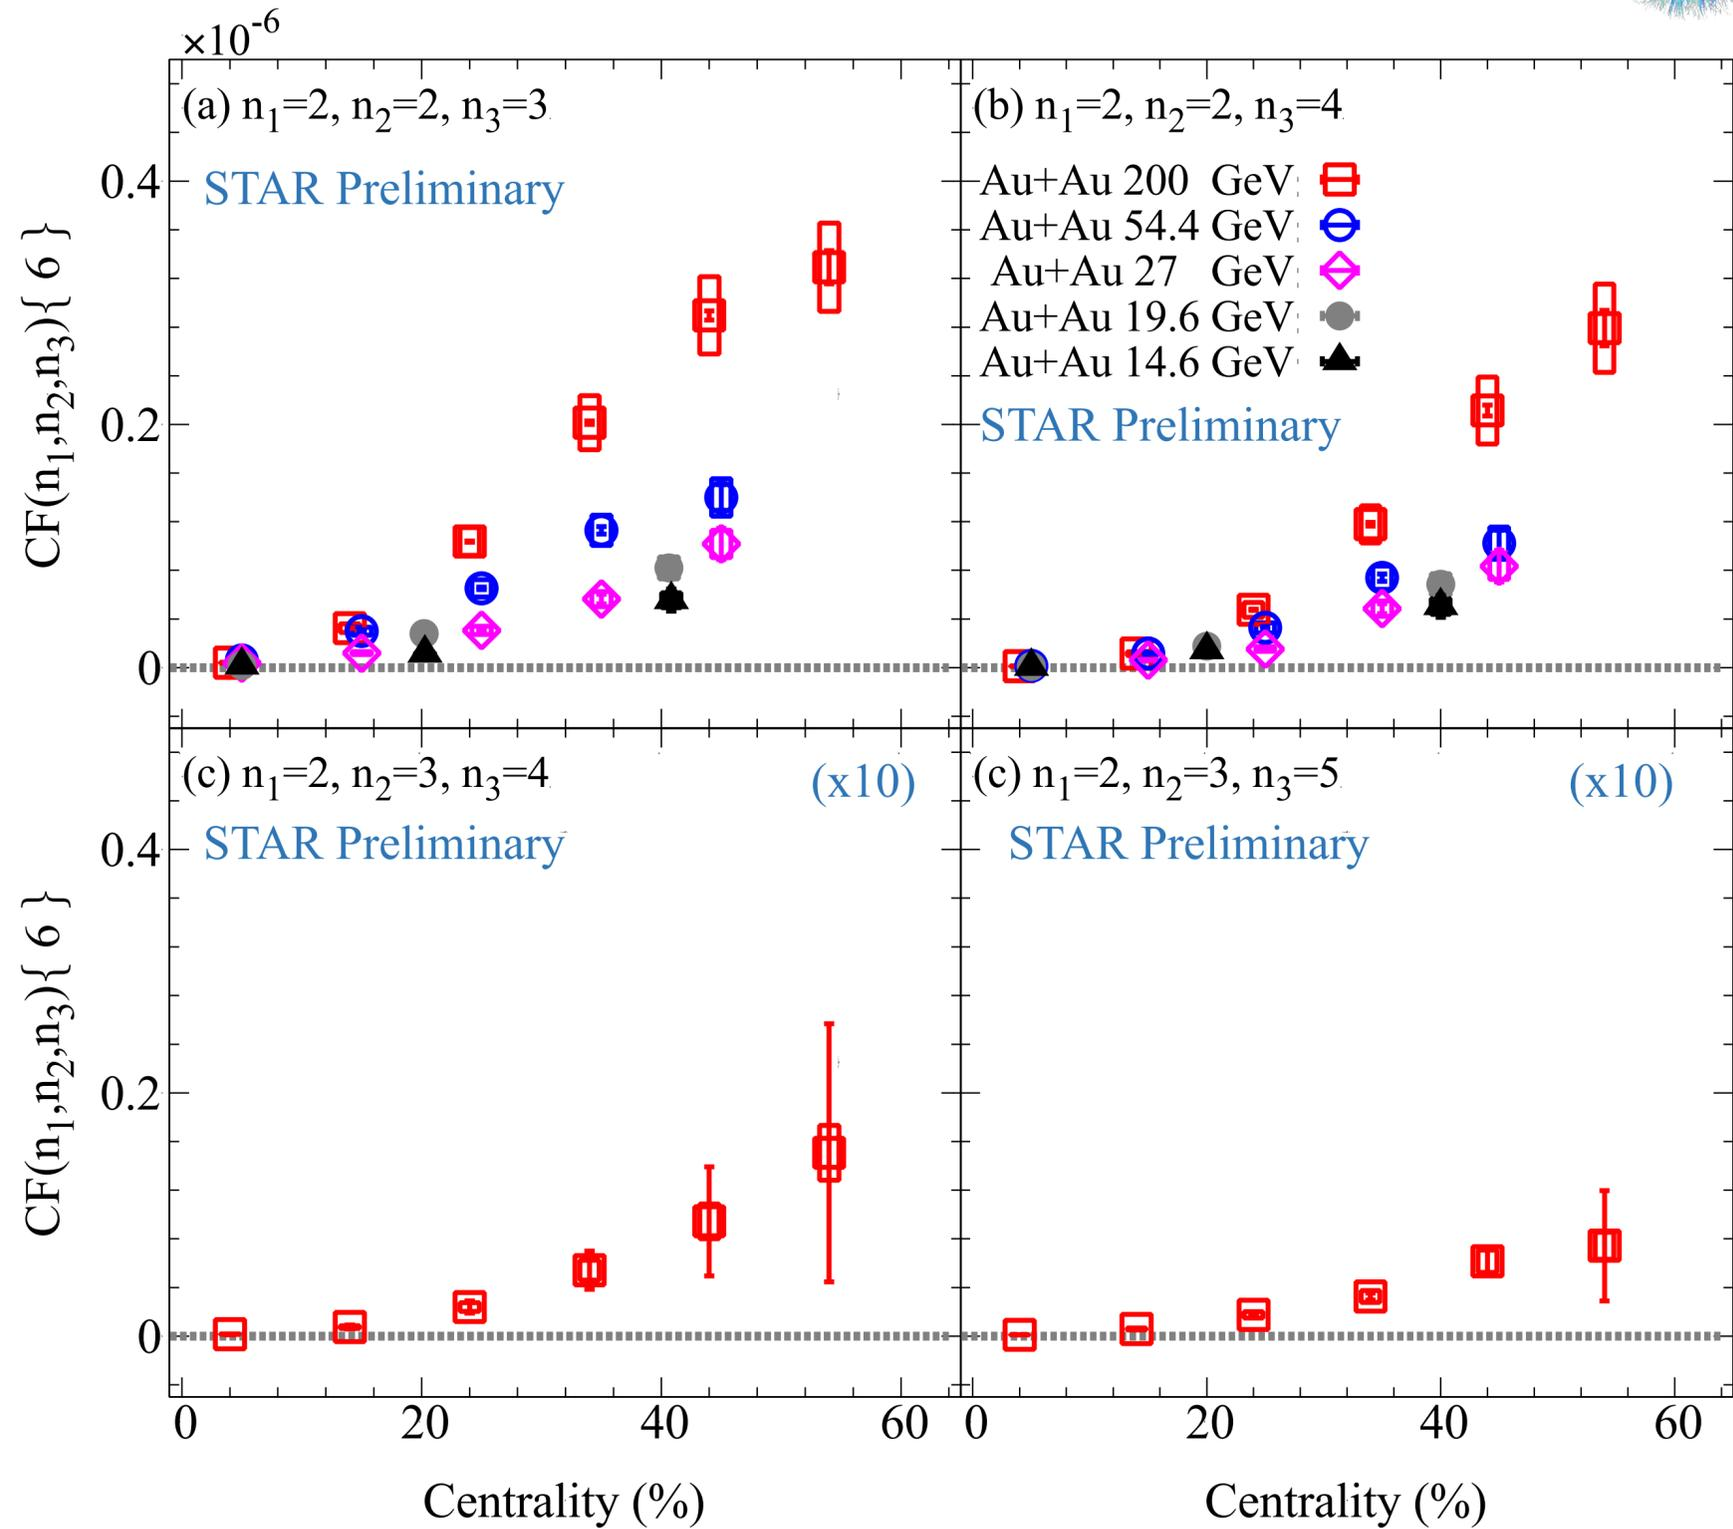 ×10⁻⁶
(a) n₁=2, n₂=2, n₃=3
STAR Preliminary
0.4
0.2
0
CF(n₁,n₂,n₃){ 6 }
(b) n₁=2, n₂=2, n₃=4
Au+Au 200 GeV
Au+Au 54.4 GeV
Au+Au 27 GeV
Au+Au 19.6 GeV
Au+Au 14.6 GeV
STAR Preliminary
(c) n₁=2, n₂=3, n₃=4
(x10)
STAR Preliminary
0.4
0.2
0
CF(n₁,n₂,n₃){ 6 }
(c) n₁=2, n₂=3, n₃=5
(x10)
STAR Preliminary
0 20 40 60
0 20 40 60
Centrality (%)
Centrality (%)